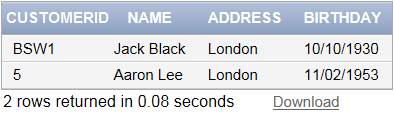 CUSTOMERID NAME ADDRESS BIRTHDAY
BSW1 Jack Black London 10/10/1930
5 Aaron Lee London 11/02/1953
2 rows returned in 0.08 seconds Download